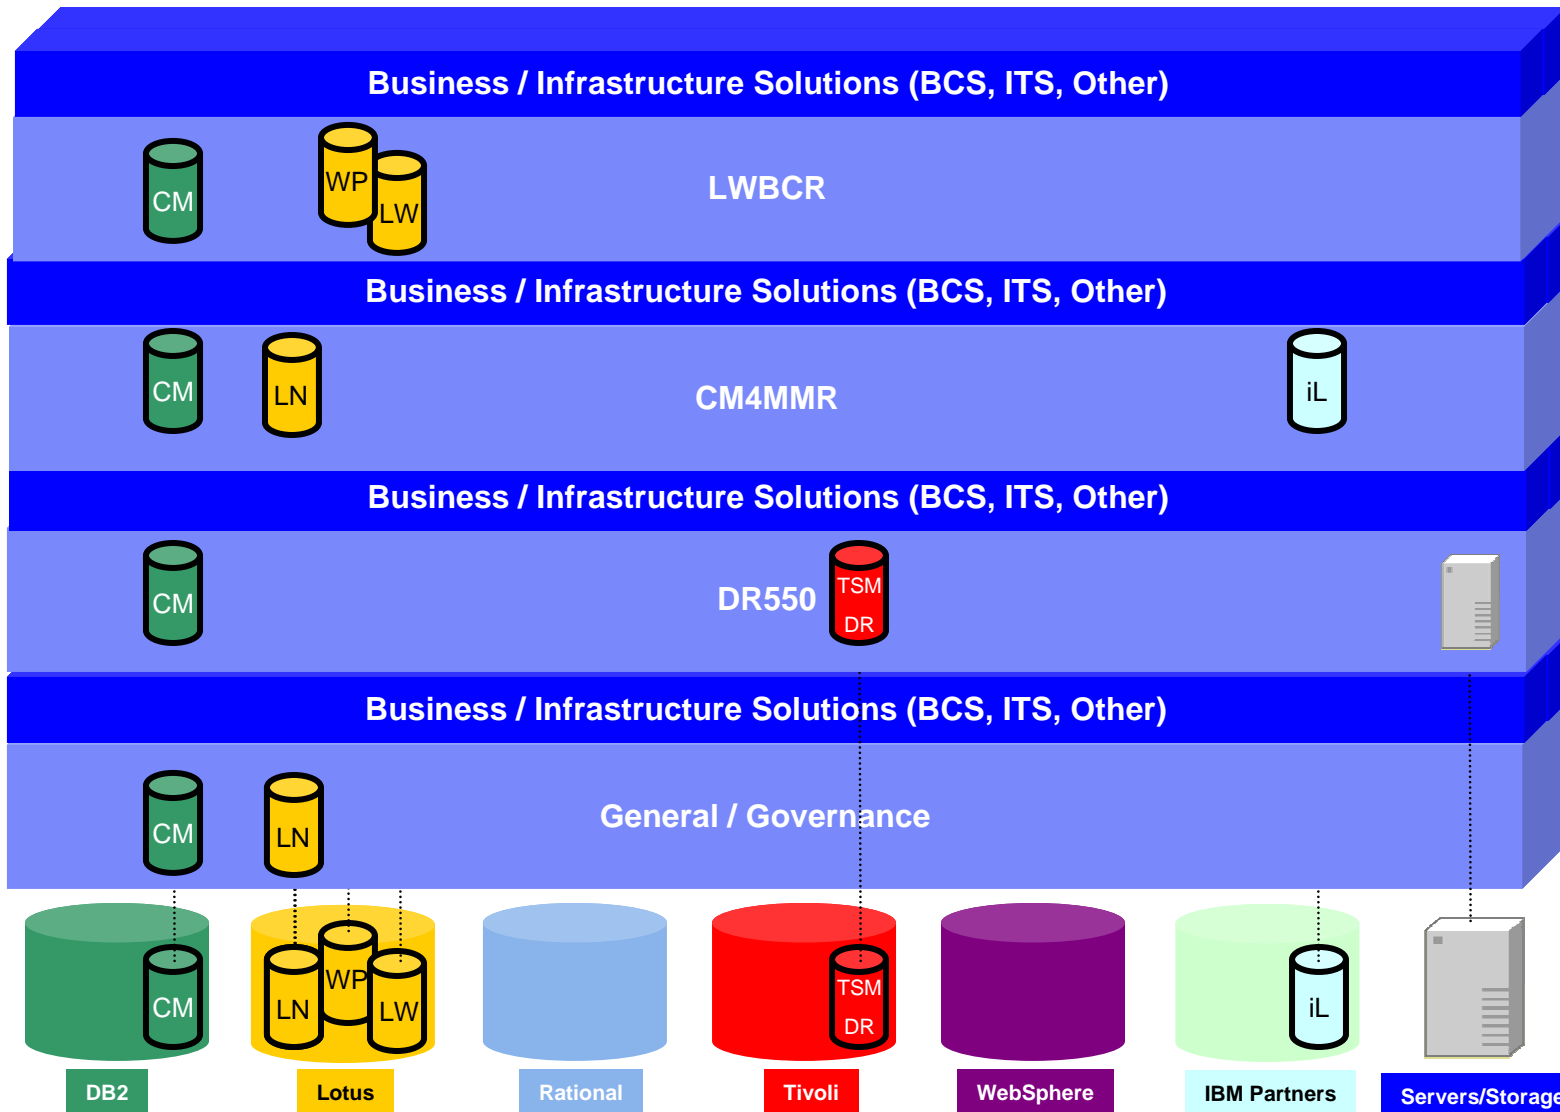 Business / Infrastructure Solutions (BCS, ITS, Other)
CM
WP
LW
LWBCR
Business / Infrastructure Solutions (BCS, ITS, Other)
CM
LN
CM4MMR
iL
Business / Infrastructure Solutions (BCS, ITS, Other)
CM
DR550
TSM
DR
Business / Infrastructure Solutions (BCS, ITS, Other)
CM
LN
General / Governance
CM
LN
WP
LW
TSM
DR
iL
DB2
Lotus
Rational
Tivoli
WebSphere
IBM Partners
Servers/Storage